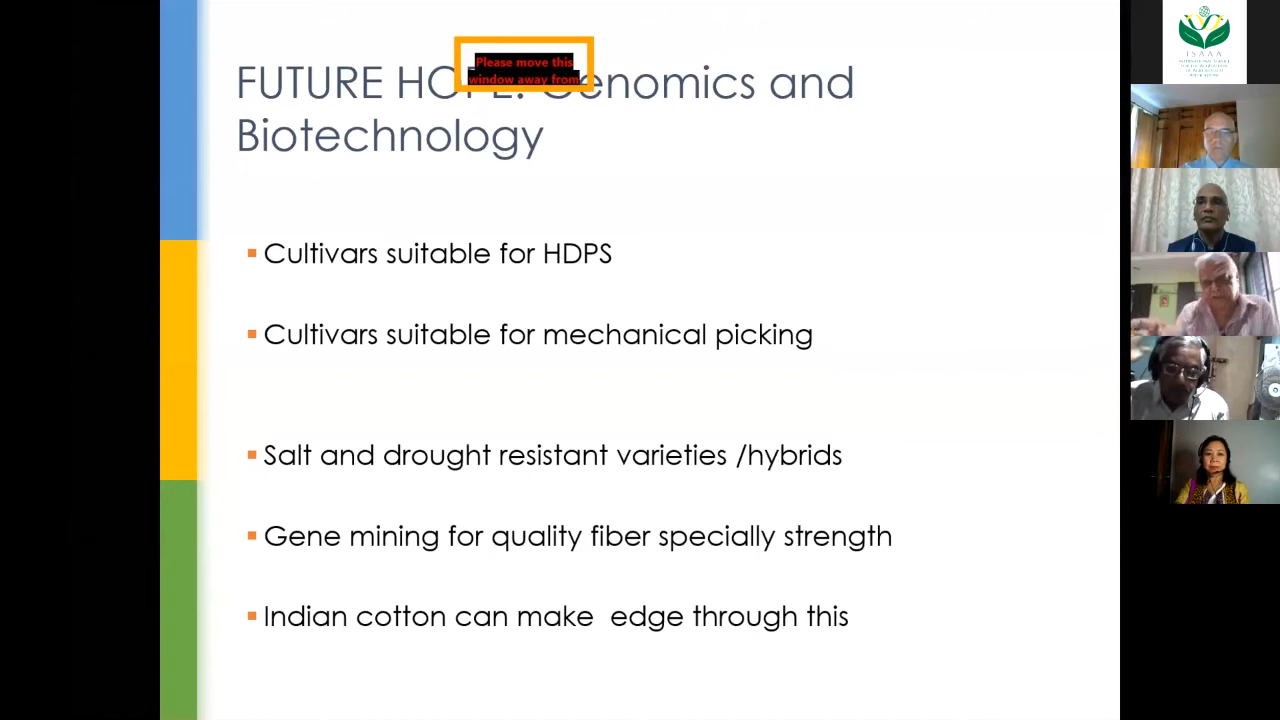 Please move this
window away from
FUTURE HOPE: Genomics and
Biotechnology
▪ Cultivars suitable for HDPS
▪ Cultivars suitable for mechanical picking
▪ Salt and drought resistant varieties /hybrids
▪ Gene mining for quality fiber specially strength
▪ Indian cotton can make  edge through this
ISAAA